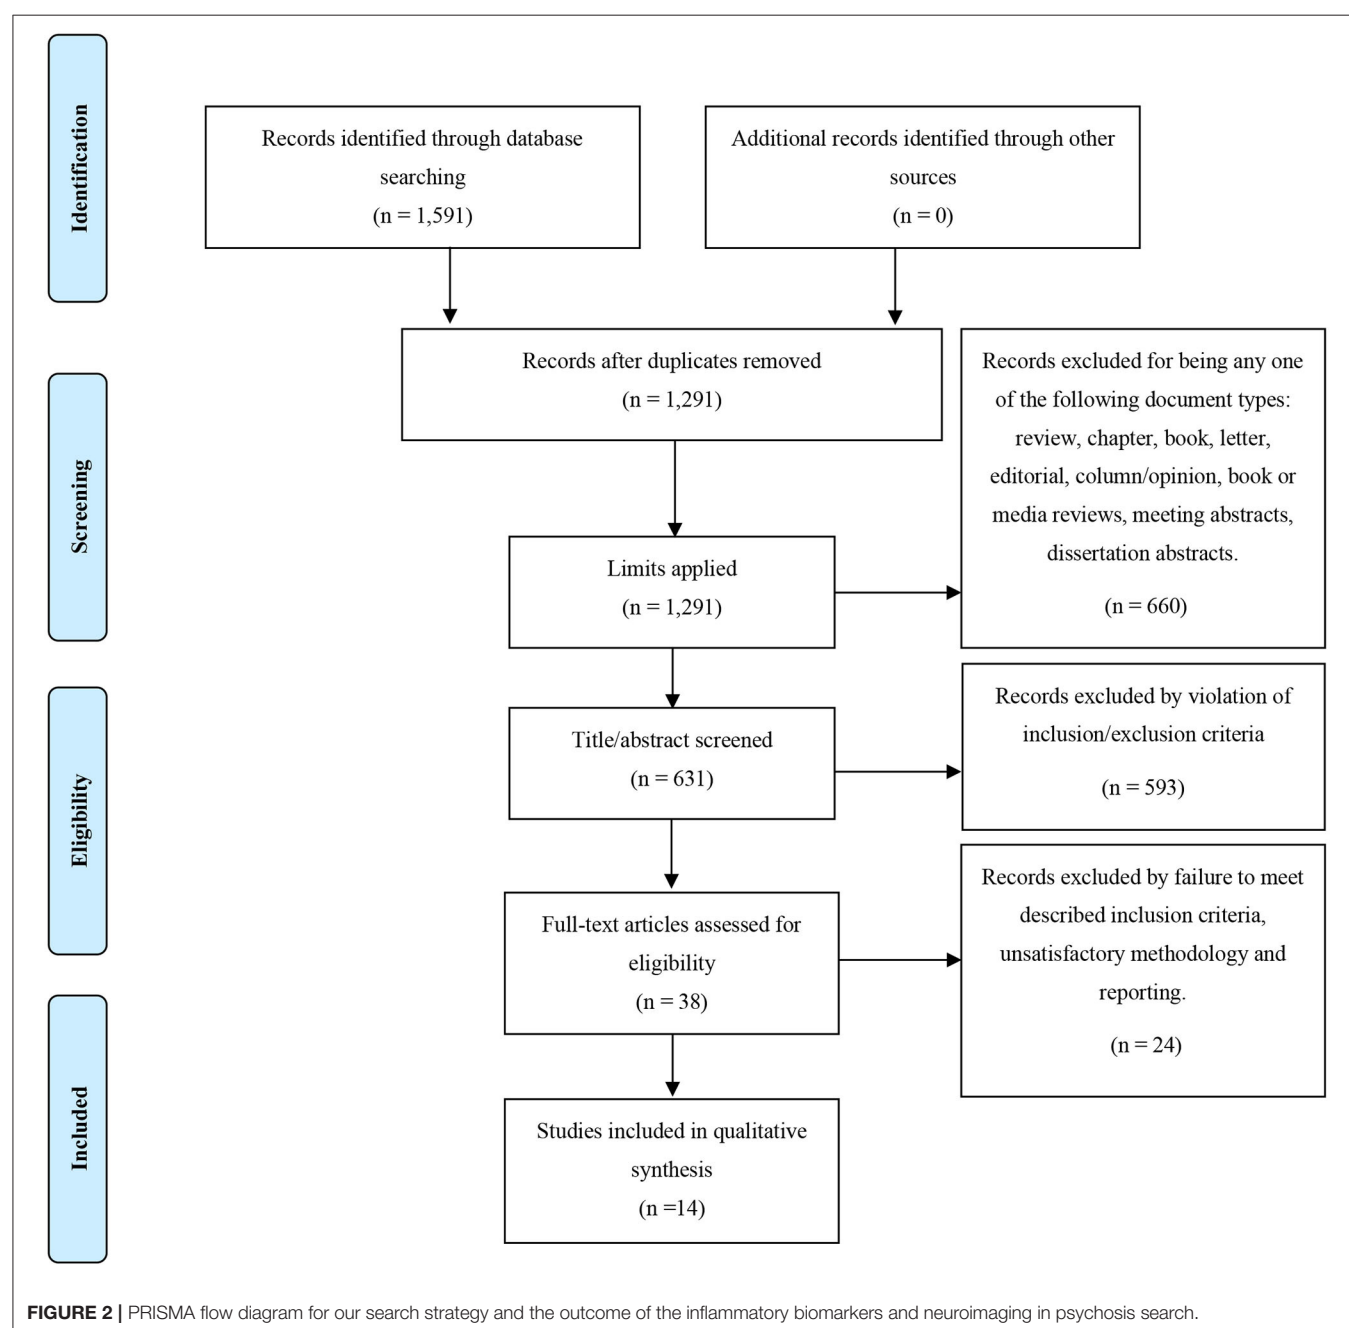 Identification
Records identified through database
searching
(n = 1,591)
Additional records identified through other
sources
(n = 0)
Screening
Records after duplicates removed
(n = 1,291)
Records excluded for being any one
of the following document types:
review, chapter, book, letter,
editorial, column/opinion, book or
media reviews, meeting abstracts,
dissertation abstracts.
(n = 660)
Limits applied
(n = 1,291)
Eligibility
Title/abstract screened
(n = 631)
Records excluded by violation of
inclusion/exclusion criteria
(n = 593)
Full-text articles assessed for
eligibility
(n = 38)
Records excluded by failure to meet
described inclusion criteria,
unsatisfactory methodology and
reporting.
(n = 24)
Included
Studies included in qualitative
synthesis
(n =14)
FIGURE 2 | PRISMA flow diagram for our search strategy and the outcome of the inflammatory biomarkers and neuroimaging in psychosis search.